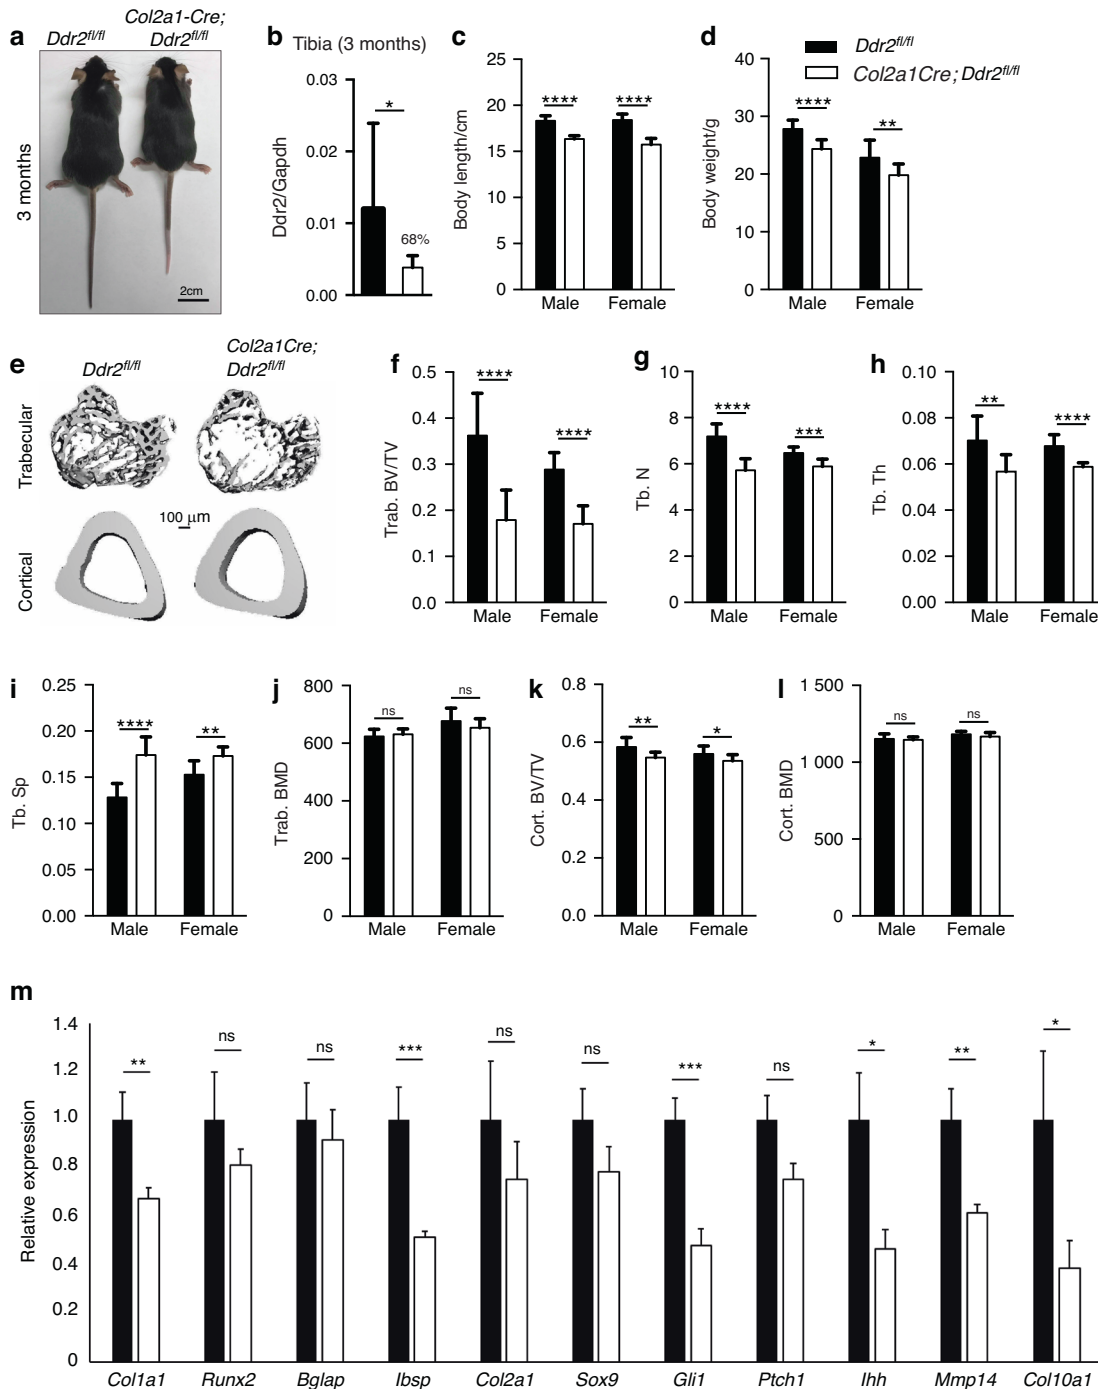 a
Ddr2fl/fl
Col2a1-Cre;
Ddr2fl/fl
3 months
2cm
b
Tibia (3 months)
Ddr2/Gapdh
0.03
0.02
0.01
0.00
*
68%
c
Body length/cm
25
20
15
10
5
0
****
****
Male
Female
d
Ddr2fl/fl
Col2a1Cre; Ddr2fl/fl
Body weight/g
40
30
20
10
0
****
**
Male
Female
e
Ddr2fl/fl
Col2a1Cre;
Ddr2fl/fl
Trabecular
100 μm
Cortical
f
Trab. BV/TV
0.5
0.4
0.3
0.2
0.1
0.0
****
****
Male
Female
g
Tb. N
10
8
6
4
2
0
****
***
Male
Female
h
Tb. Th
0.10
0.08
0.06
0.04
0.02
0.00
**
****
Male
Female
i
Tb. Sp
0.25
0.20
0.15
0.10
0.05
0.00
****
**
Male
Female
j
Trab. BMD
800
600
400
200
0
ns
ns
Male
Female
k
Cort. BV/TV
0.8
0.6
0.4
0.2
0.0
**
*
Male
Female
l
Cort. BMD
1 500
1 000
500
0
ns
ns
Male
Female
m
Relative expression
1.4
1.2
1.0
0.8
0.6
0.4
0.2
0
**
ns
ns
***
ns
ns
***
ns
*
**
*
Col1a1
Runx2
Bglap
Ibsp
Col2a1
Sox9
Gli1
Ptch1
Ihh
Mmp14
Col10a1